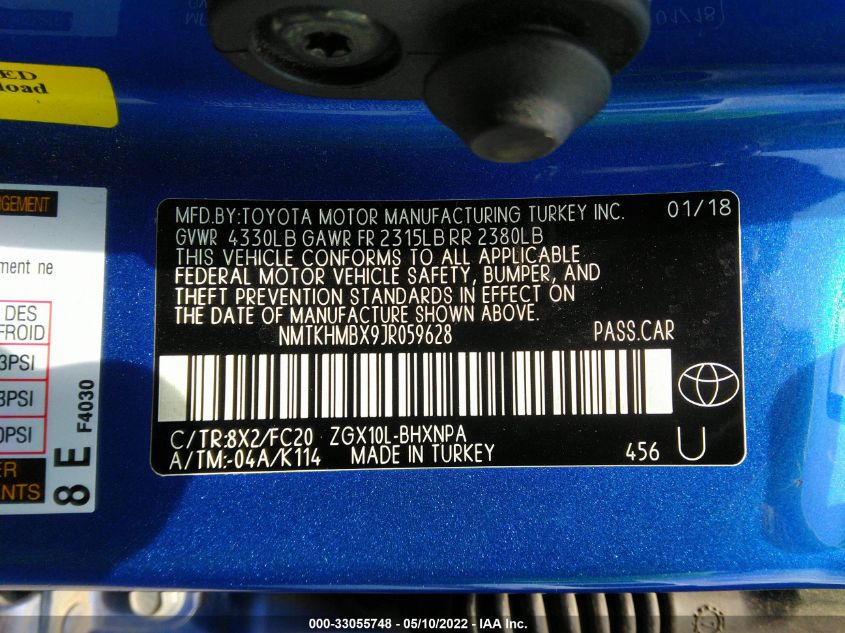 ED
load
RGEMENT
ment ne
DES
FROID
3PSI
3PSI
0PSI
ER
ENTS
8 E
F4030
MFD.BY:TOYOTA MOTOR MANUFACTURING TURKEY INC. 01/18
GVWR 4330LB GAWR FR 2315LB RR 2380LB
THIS VEHICLE CONFORMS TO ALL APPLICABLE
FEDERAL MOTOR VEHICLE SAFETY, BUMPER, AND
THEFT PREVENTION STANDARDS IN EFFECT ON
THE DATE OF MANUFACTURE SHOWN ABOVE.
NMTKHMBX9JR059628 PASS.CAR
C/TR:8X2/FC20 ZGX10L-BHXNPA
A/TM:-04A/K114 MADE IN TURKEY 456 U
000-33055748 - 05/10/2022 - IAA Inc.